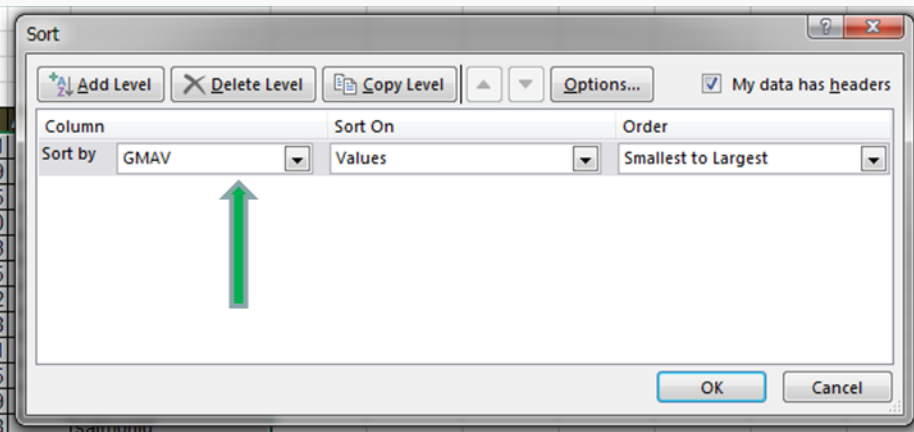 Sort
Add Level Delete Level Copy Level Options... My data has headers
Column Sort On Order
Sort by GMAV Values Smallest to Largest
OK Cancel